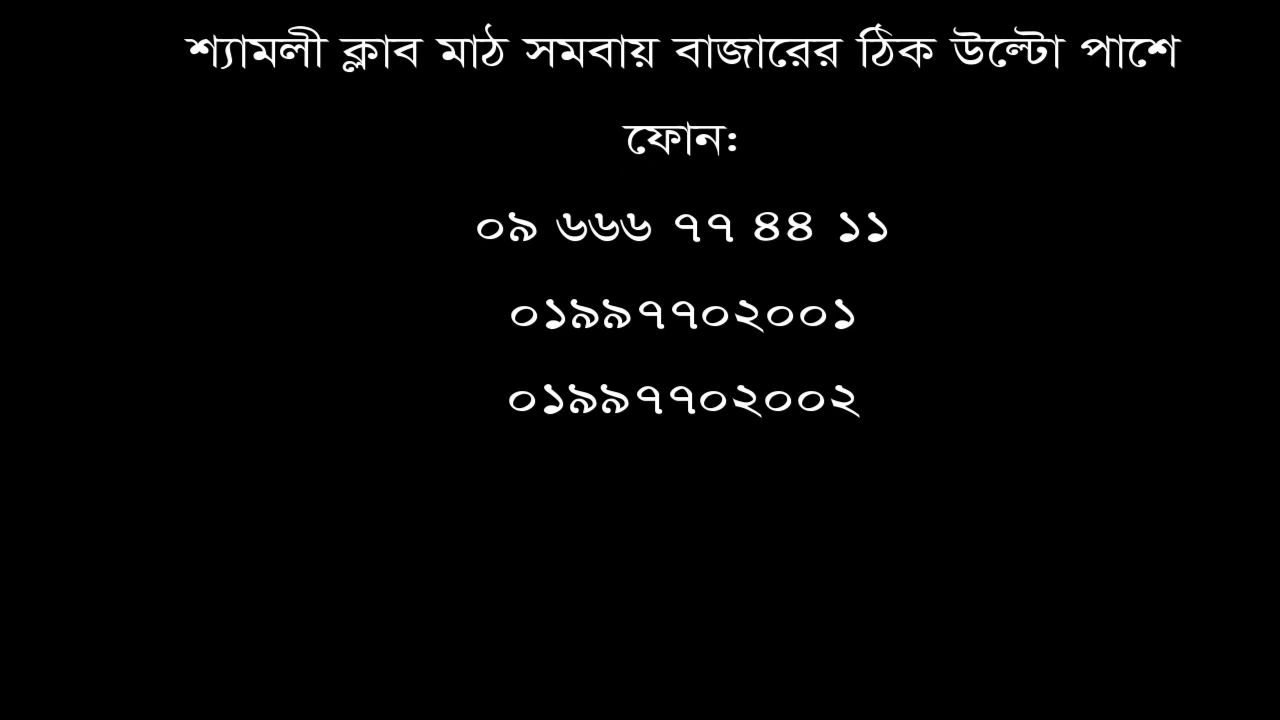 শ্যামলী ক্লাব মাঠ সমবায় বাজারের ঠিক উল্টো পাশে
ফোন:
০৯ ৬৬৬ ৭৭ ৪৪ ১১
০১৯৯৭৭০২০০১
০১৯৯৭৭০২০০২